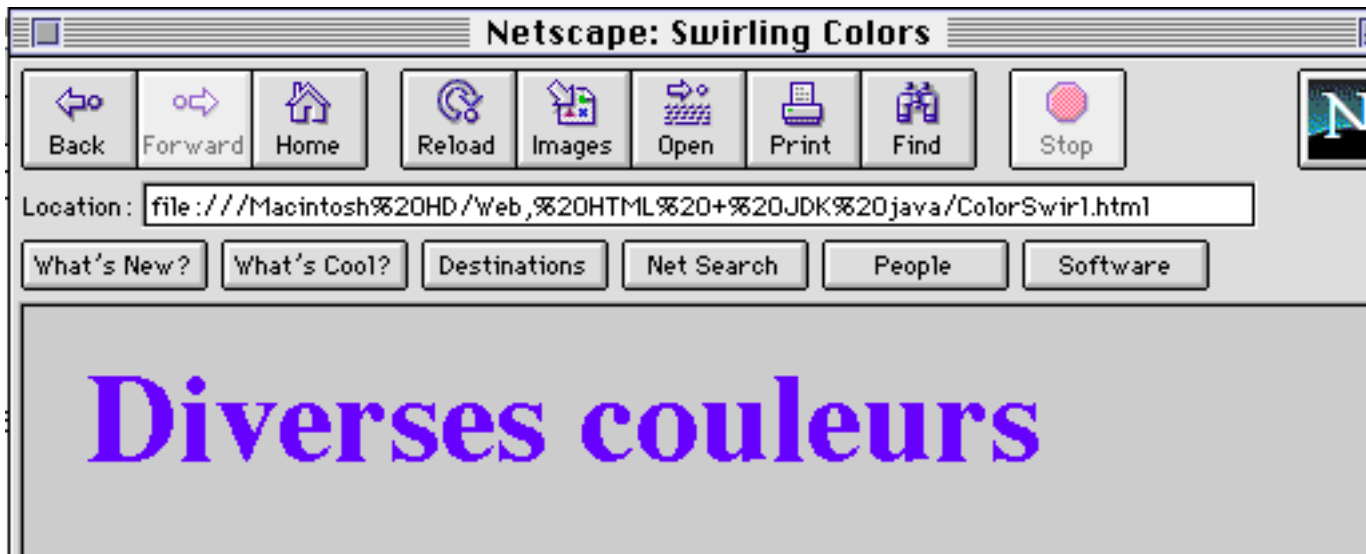 Netscape: Swirling Colors
Back Forward Home Reload Images Open Print Find Stop N
Location: file:///Macintosh%20HD/Web,%20HTML%20+%20JDK%20java/ColorSwirl.html
What's New? What's Cool? Destinations Net Search People Software
Diverses couleurs